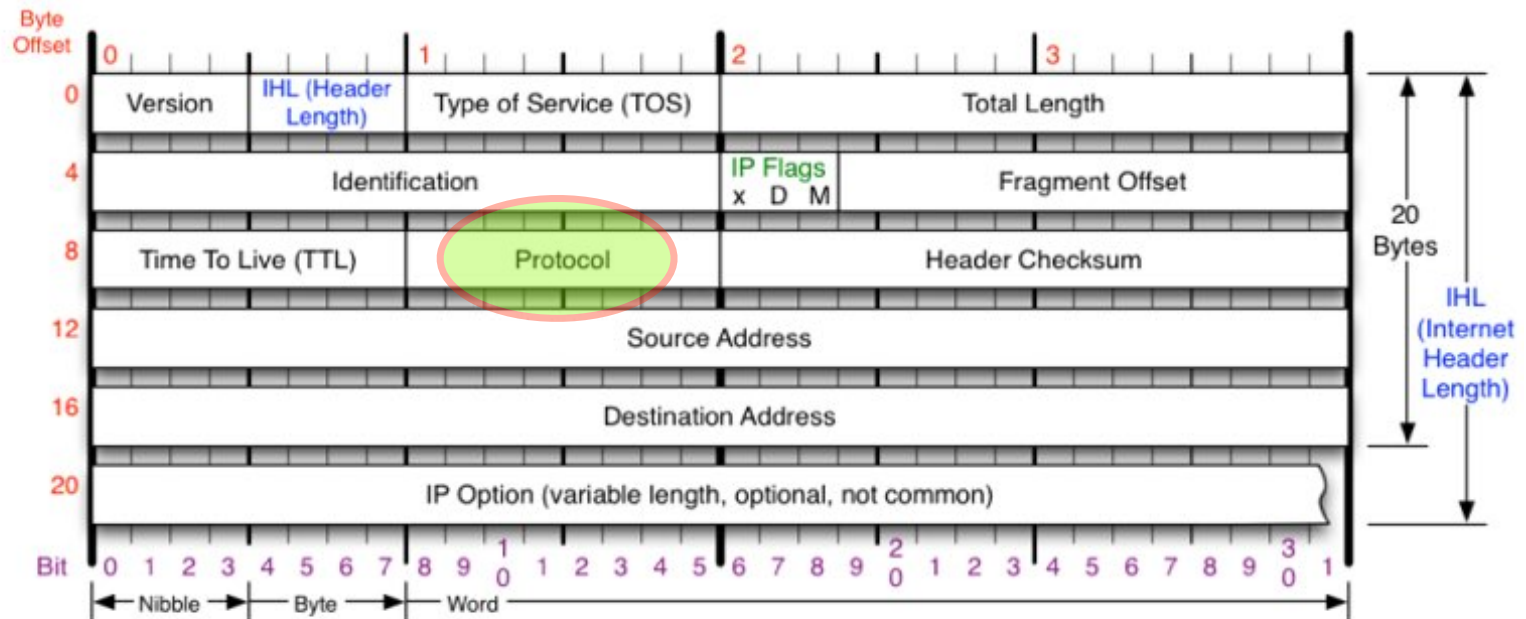 Byte
Offset
0 1 2 3
0 Version IHL (Header Length) Type of Service (TOS) Total Length
4 Identification IP Flags Fragment Offset
x D M
8 Time To Live (TTL) Protocol Header Checksum
12 Source Address
16 Destination Address
20 IP Option (variable length, optional, not common)
20
Bytes
IHL
(Internet
Header
Length)
Bit 0 1 2 3 4 5 6 7 8 9 10 1 2 3 4 5 6 7 8 9 20 1 2 3 4 5 6 7 8 9 30 1
Nibble Byte Word